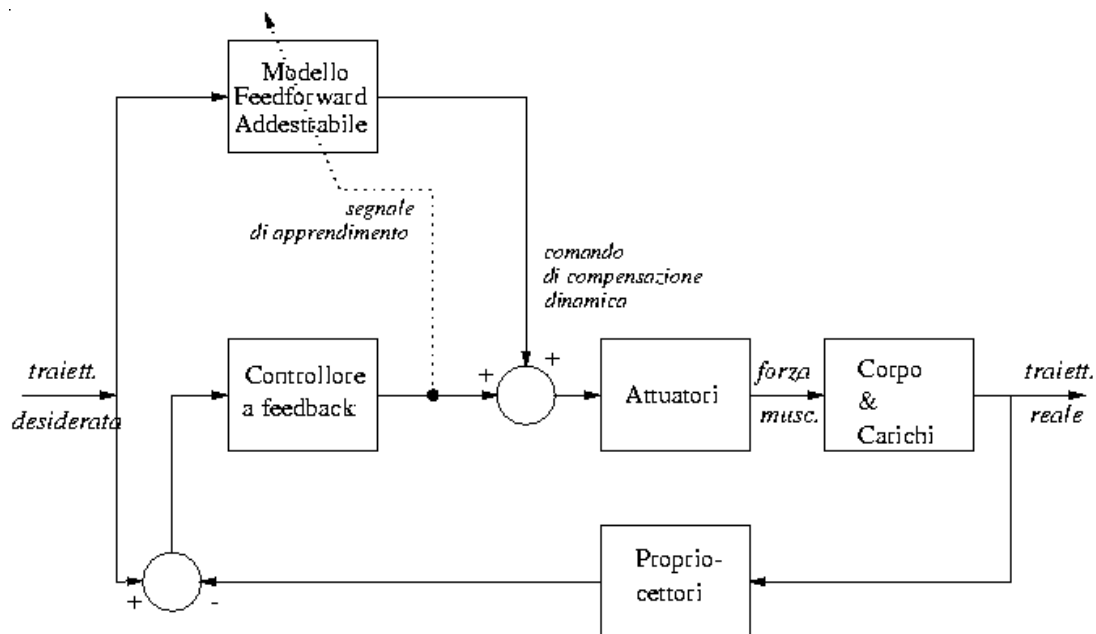 Modello
Feedforward
Addestrabile
segnale
di apprendimento
comando
di compensazione
dinamica
traiett.
desiderata
Controllore
a feedback
+
+
Attuatori
forza
musc.
Corpo
&
Carichi
traiett.
reale
Proprio-
cettori
+
-